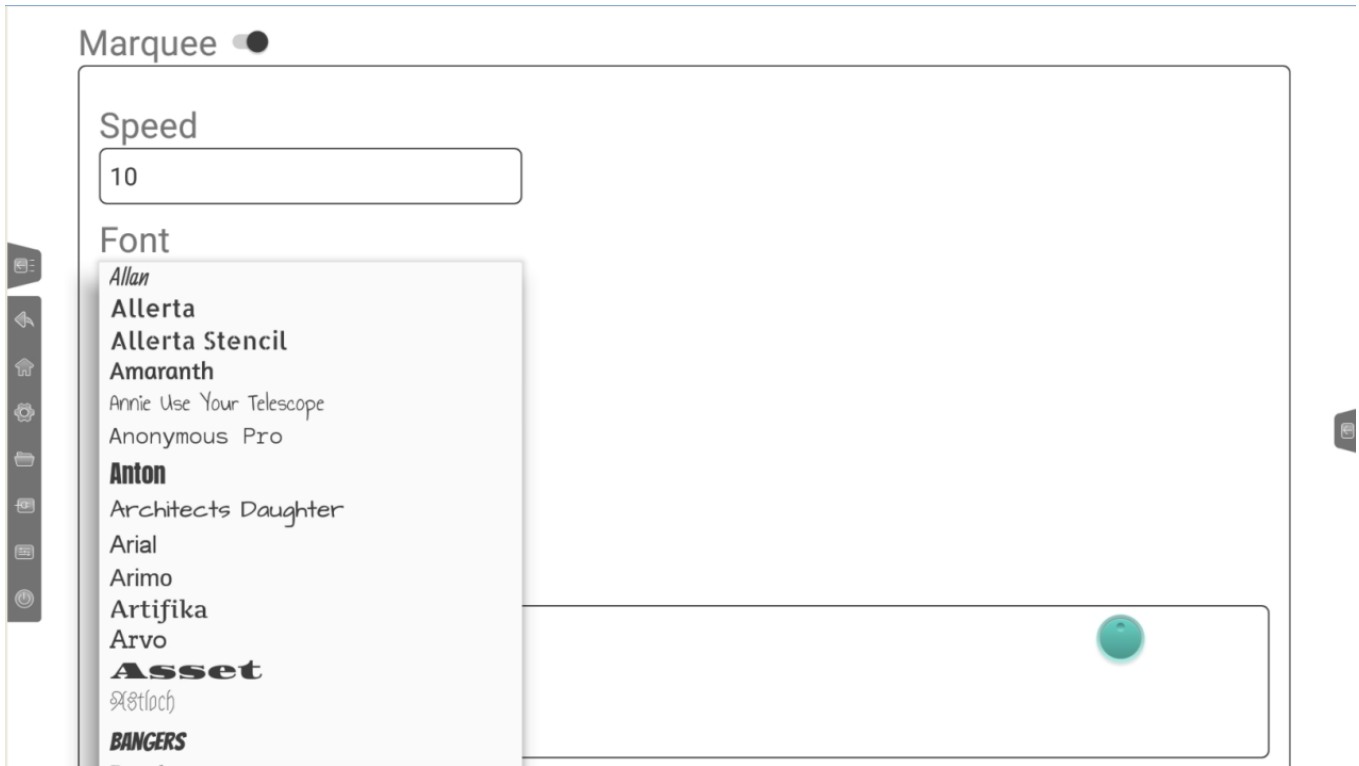 Marquee
Speed
10
Font
Allan
Allerta
Allerta Stencil
Amaranth
Annie Use Your Telescope
Anonymous Pro
Anton
Architects Daughter
Arial
Arimo
Artifika
Arvo
Asset
Astloch
BANGERS